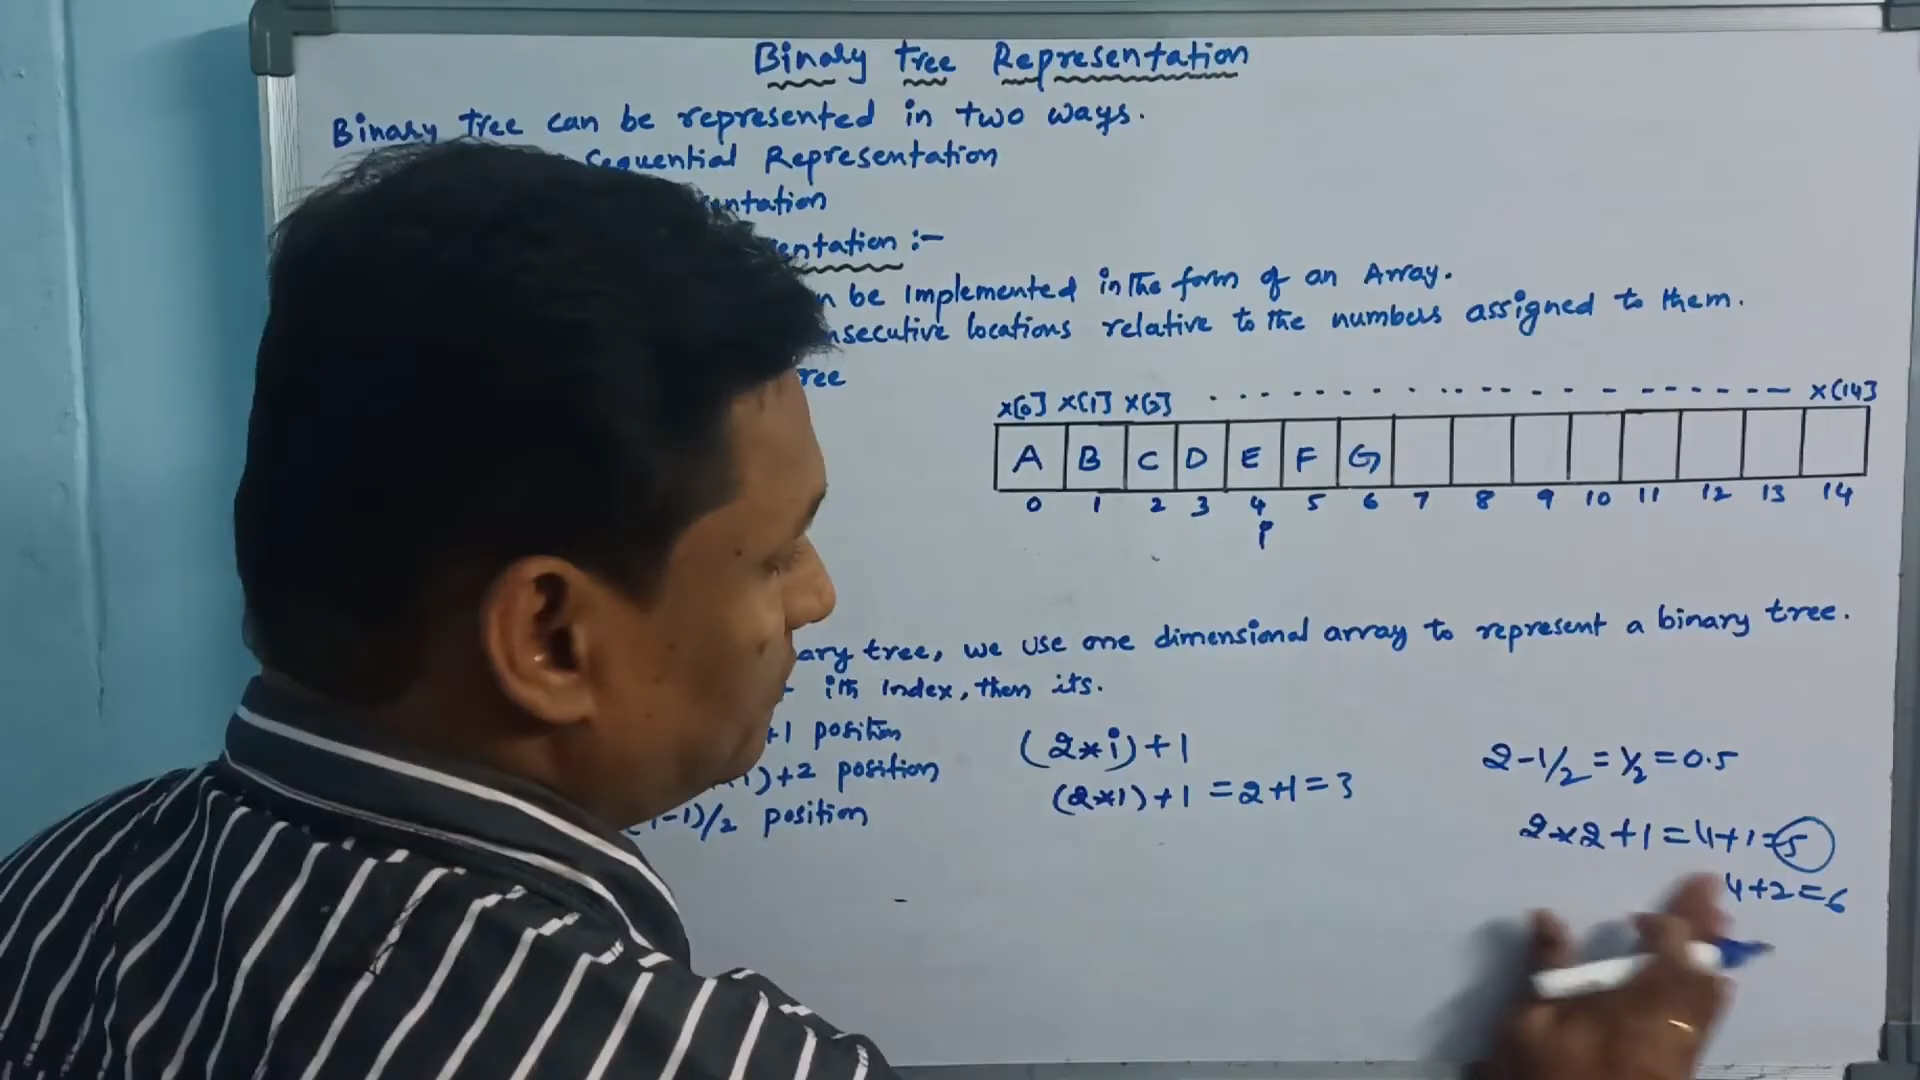 Binary Tree Representation
Binary Tree can be represented in two ways.
Sequential Representation
entation
entation :-
n be implemented in the form of an Array.
nsecutive locations relative to the numbers assigned to them.
Tree
x[0] x[1] x[2] x[14]
A B C D E F G
0 1 2 3 4 5 6 7 8 9 10 11 12 13 14
ary tree, we use one dimensional array to represent a binary tree.
ith index, then its.
+1 position
)+2 position
-1)/2 position
(2*i)+1
(2*1)+1 = 2+1 = 3
2-1/2 = 1/2 = 0.5
2*2+1 = 4+1 = 5
4+2 = 6